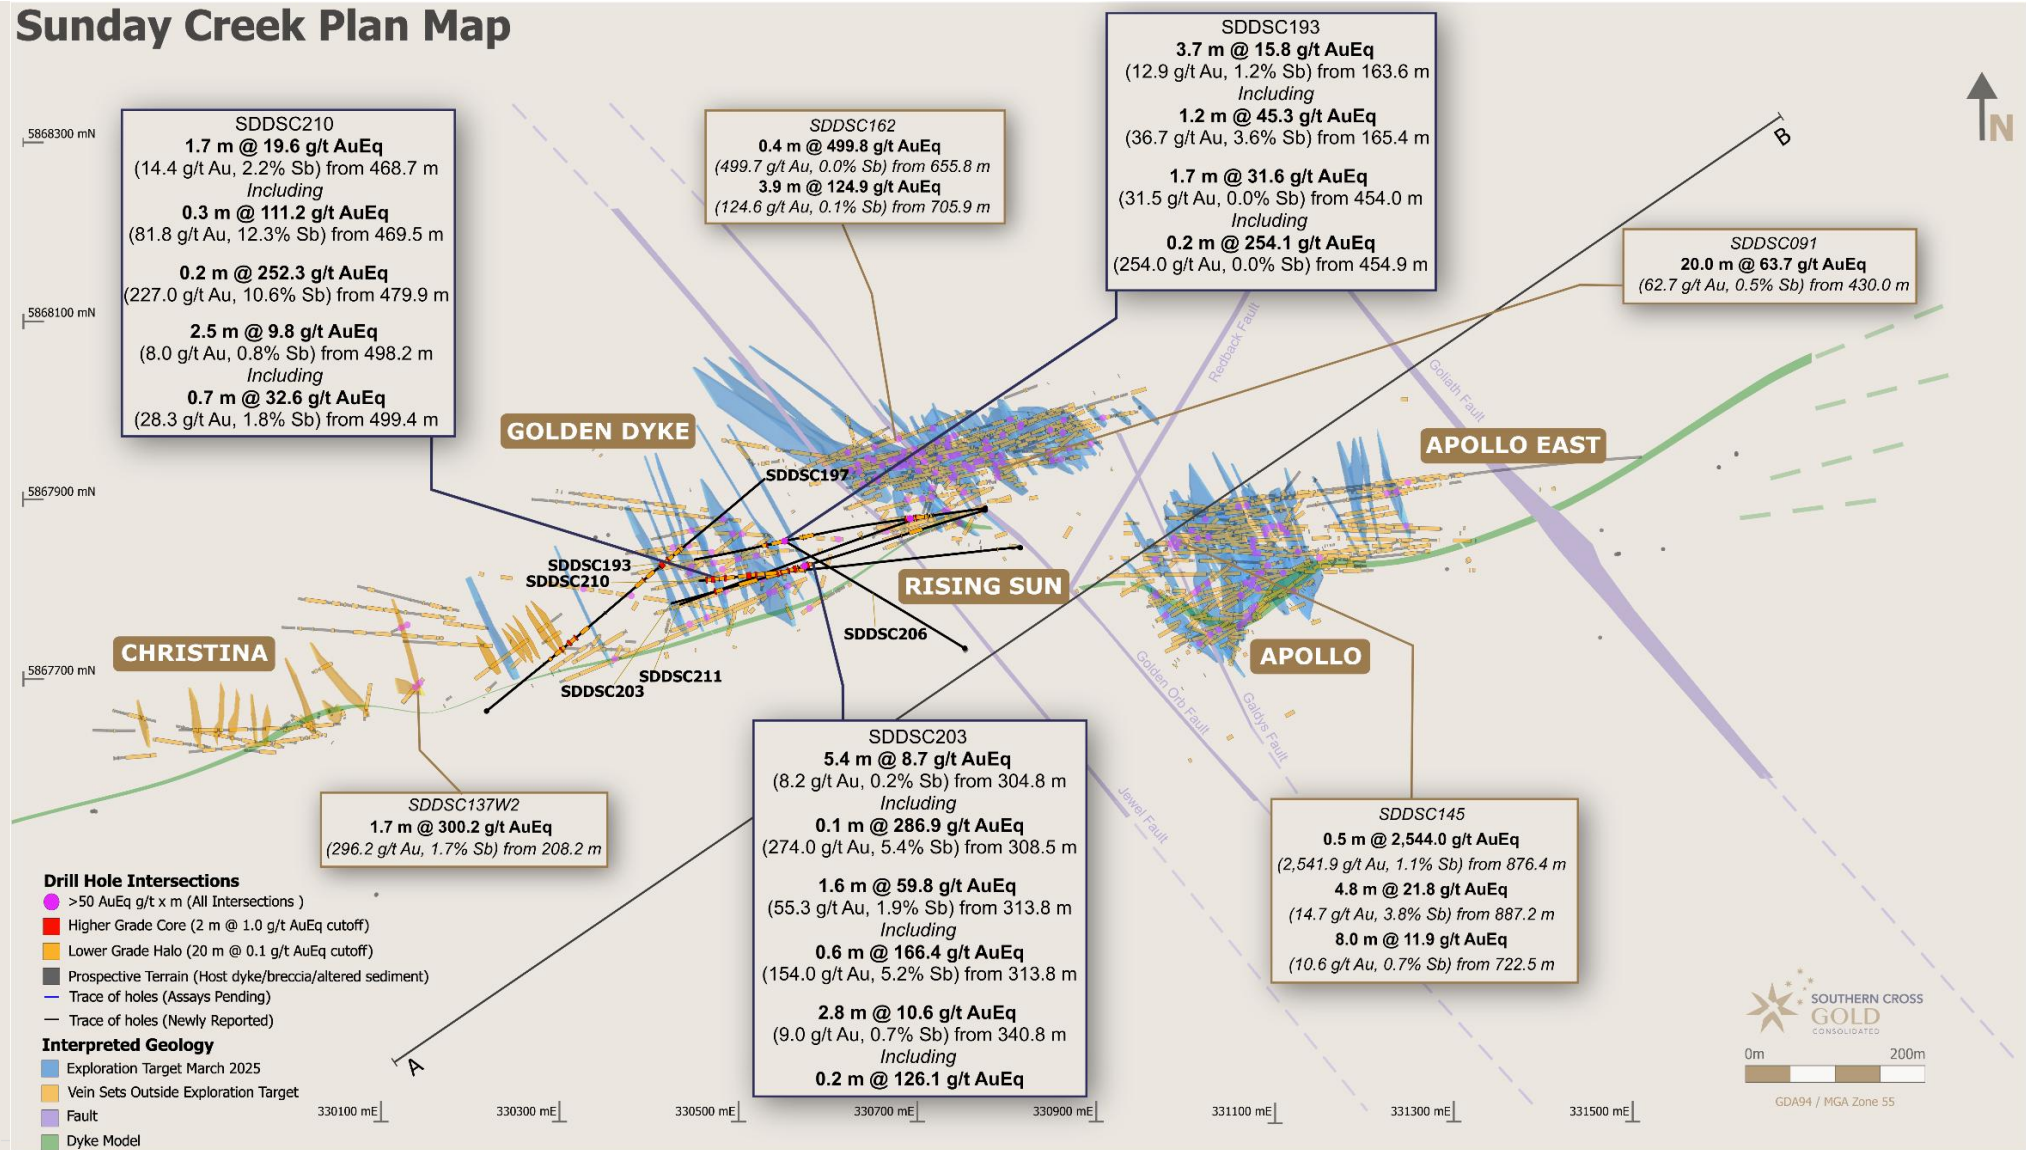 Sunday Creek Plan Map
SDDSC193
3.7 m @ 15.8 g/t AuEq
(12.9 g/t Au, 1.2% Sb) from 163.6 m
Including
1.2 m @ 45.3 g/t AuEq
(36.7 g/t Au, 3.6% Sb) from 165.4 m
1.7 m @ 31.6 g/t AuEq
(31.5 g/t Au, 0.0% Sb) from 454.0 m
Including
0.2 m @ 254.1 g/t AuEq
(254.0 g/t Au, 0.0% Sb) from 454.9 m
N
B
SDDSC210
1.7 m @ 19.6 g/t AuEq
(14.4 g/t Au, 2.2% Sb) from 468.7 m
Including
0.3 m @ 111.2 g/t AuEq
(81.8 g/t Au, 12.3% Sb) from 469.5 m
0.2 m @ 252.3 g/t AuEq
(227.0 g/t Au, 10.6% Sb) from 479.9 m
2.5 m @ 9.8 g/t AuEq
(8.0 g/t Au, 0.8% Sb) from 498.2 m
Including
0.7 m @ 32.6 g/t AuEq
(28.3 g/t Au, 1.8% Sb) from 499.4 m
SDDSC162
0.4 m @ 499.8 g/t AuEq
(499.7 g/t Au, 0.0% Sb) from 655.8 m
3.9 m @ 124.9 g/t AuEq
(124.6 g/t Au, 0.1% Sb) from 705.9 m
SDDSC091
20.0 m @ 63.7 g/t AuEq
(62.7 g/t Au, 0.5% Sb) from 430.0 m
5868300 mN
5868100 mN
5867900 mN
5867700 mN
Redback Fault
Goliath Fault
GOLDEN DYKE
APOLLO EAST
SDDSC197
SDDSC193
SDDSC210
RISING SUN
SDDSC206
CHRISTINA
APOLLO
SDDSC211
SDDSC203
Golden Orb Fault
Galdys Fault
Jewel Fault
SDDSC137W2
1.7 m @ 300.2 g/t AuEq
(296.2 g/t Au, 1.7% Sb) from 208.2 m
SDDSC203
5.4 m @ 8.7 g/t AuEq
(8.2 g/t Au, 0.2% Sb) from 304.8 m
Including
0.1 m @ 286.9 g/t AuEq
(274.0 g/t Au, 5.4% Sb) from 308.5 m
1.6 m @ 59.8 g/t AuEq
(55.3 g/t Au, 1.9% Sb) from 313.8 m
Including
0.6 m @ 166.4 g/t AuEq
(154.0 g/t Au, 5.2% Sb) from 313.8 m
2.8 m @ 10.6 g/t AuEq
(9.0 g/t Au, 0.7% Sb) from 340.8 m
Including
0.2 m @ 126.1 g/t AuEq
SDDSC145
0.5 m @ 2,544.0 g/t AuEq
(2,541.9 g/t Au, 1.1% Sb) from 876.4 m
4.8 m @ 21.8 g/t AuEq
(14.7 g/t Au, 3.8% Sb) from 887.2 m
8.0 m @ 11.9 g/t AuEq
(10.6 g/t Au, 0.7% Sb) from 722.5 m
A
Drill Hole Intersections
>50 AuEq g/t x m (All Intersections )
Higher Grade Core (2 m @ 1.0 g/t AuEq cutoff)
Lower Grade Halo (20 m @ 0.1 g/t AuEq cutoff)
Prospective Terrain (Host dyke/breccia/altered sediment)
Trace of holes (Assays Pending)
Trace of holes (Newly Reported)
Interpreted Geology
Exploration Target March 2025
Vein Sets Outside Exploration Target
Fault
Dyke Model
330100 mE
330300 mE
330500 mE
330700 mE
330900 mE
331100 mE
331300 mE
331500 mE
SOUTHERN CROSS
GOLD
CONSOLIDATED
0m 200m
GDA94 / MGA Zone 55